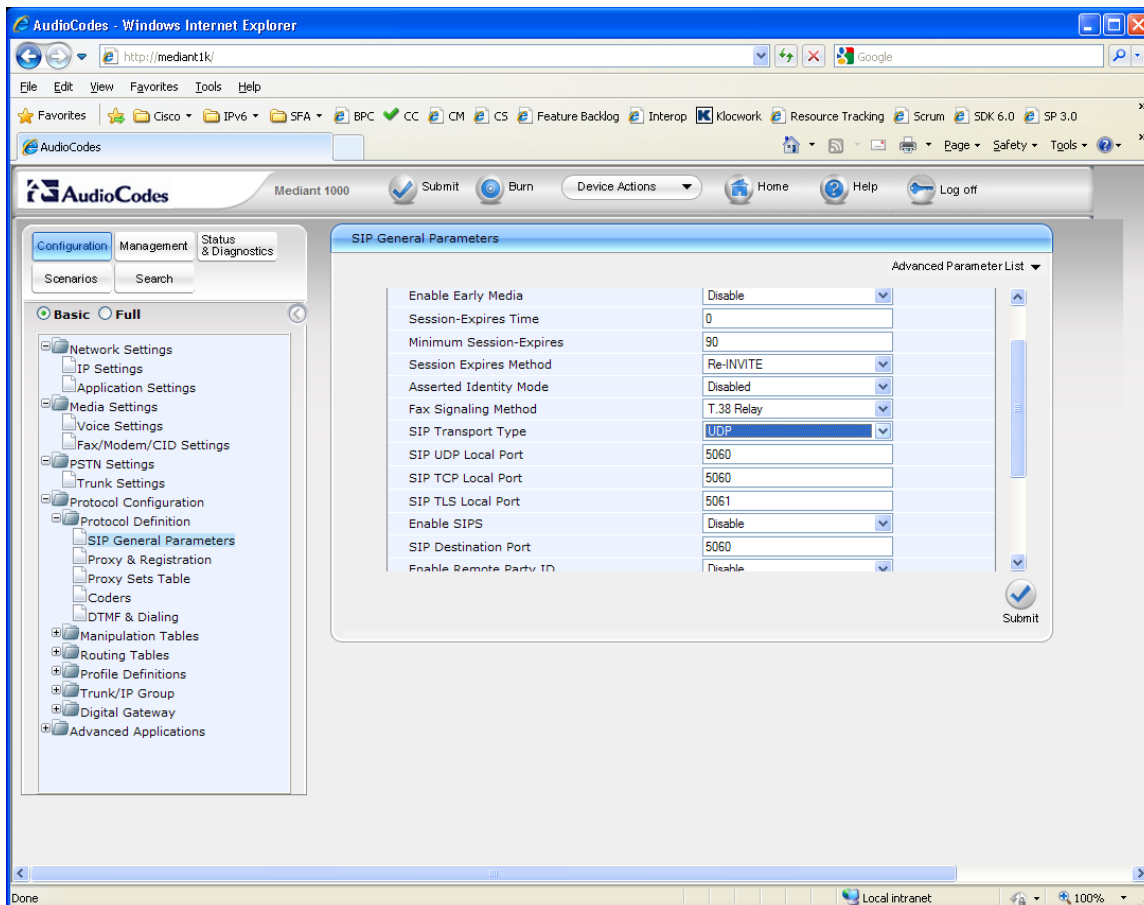 AudioCodes - Windows Internet Explorer
http://mediant1k/
Google
File Edit View Favorites Tools Help
Favorites Cisco IPv6 SFA BPC CC CM CS Feature Backlog Interop Klocwork Resource Tracking Scrum SDK 6.0 SP 3.0
AudioCodes
Page Safety Tools
AudioCodes
Mediant 1000
Submit
Burn
Device Actions
Home
Help
Log off
Configuration
Management
Status & Diagnostics
Scenarios
Search
Basic Full
Network Settings
IP Settings
Application Settings
Media Settings
Voice Settings
Fax/Modem/CID Settings
PSTN Settings
Trunk Settings
Protocol Configuration
Protocol Definition
SIP General Parameters
Proxy & Registration
Proxy Sets Table
Coders
DTMF & Dialing
Manipulation Tables
Routing Tables
Profile Definitions
Trunk/IP Group
Digital Gateway
Advanced Applications
SIP General Parameters
Advanced Parameter List
Enable Early Media Disable
Session-Expires Time 0
Minimum Session-Expires 90
Session Expires Method Re-INVITE
Asserted Identity Mode Disabled
Fax Signaling Method T.38 Relay
SIP Transport Type UDP
SIP UDP Local Port 5060
SIP TCP Local Port 5060
SIP TLS Local Port 5061
Enable SIPS Disable
SIP Destination Port 5060
Enable Remote Party ID Disable
Submit
Done
Local intranet
100%